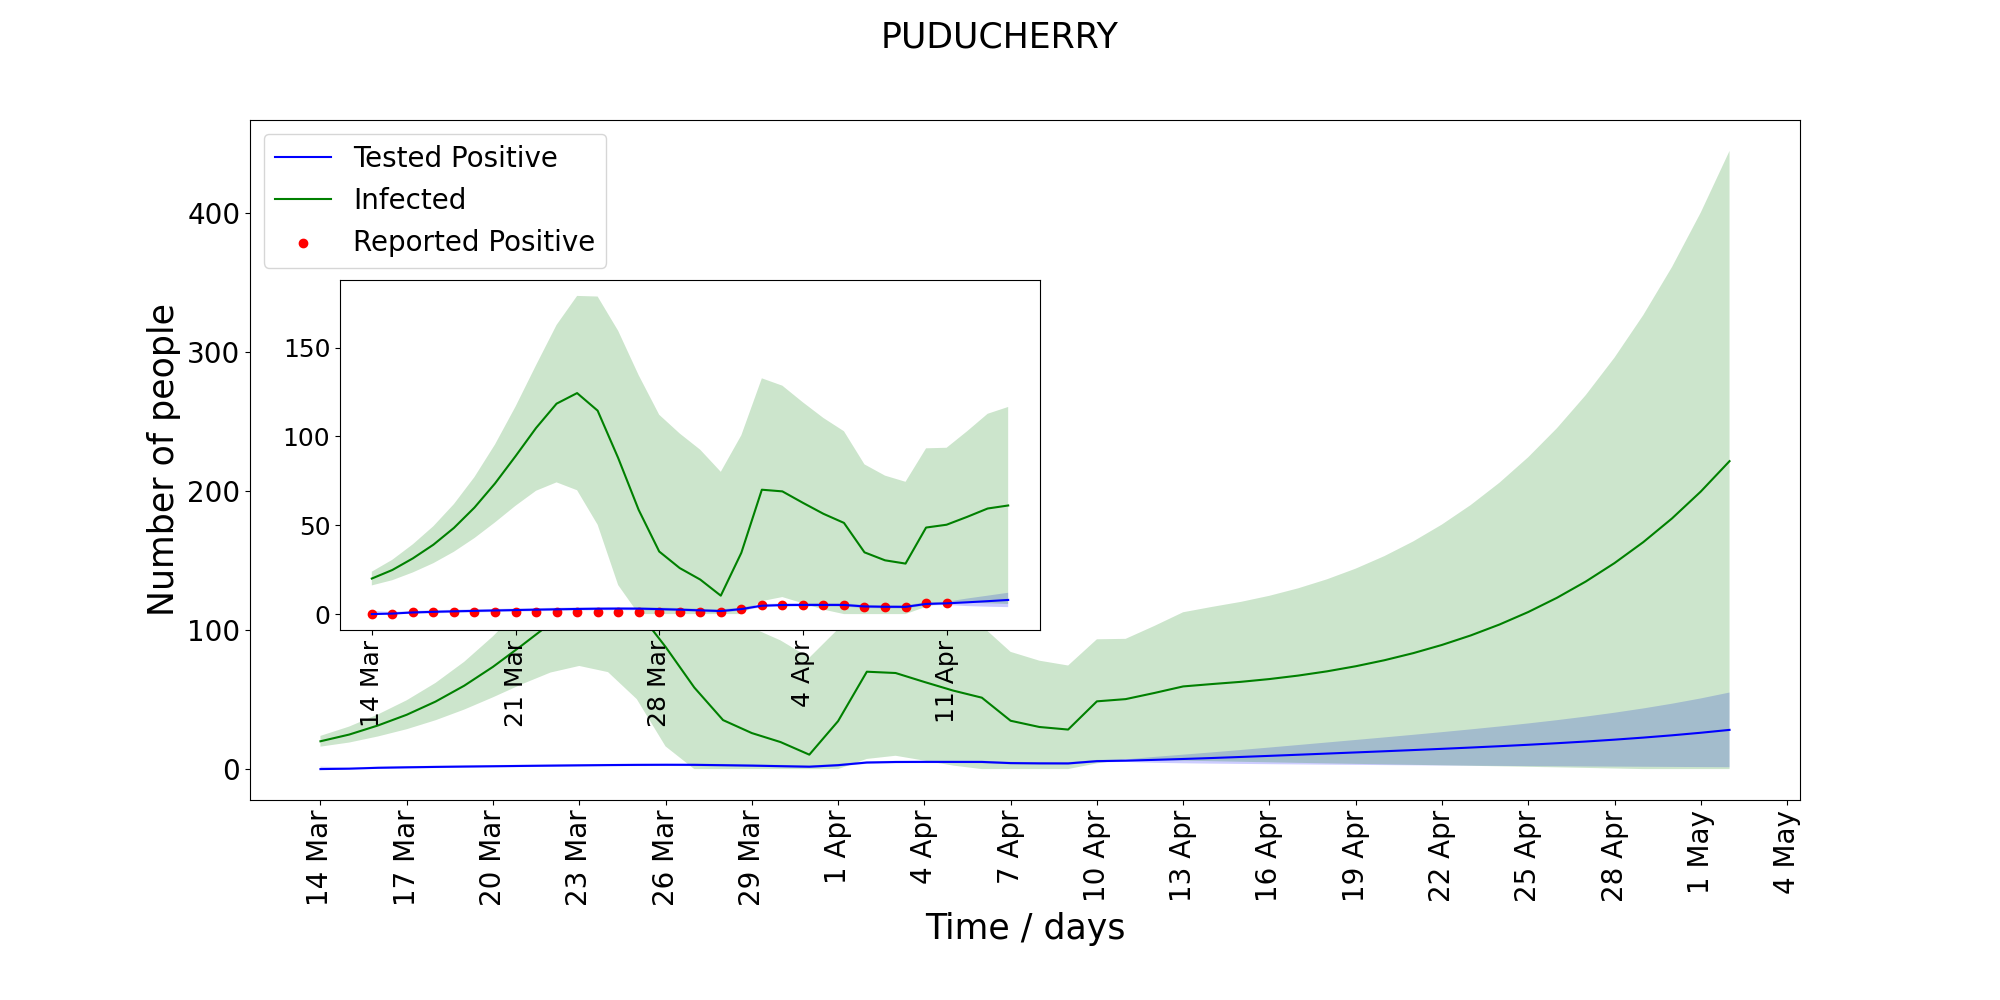 PUDUCHERRY
Tested Positive
Infected
Reported Positive
Number of people
400
300
200
100
0
150
100
50
0
14 Mar
21 Mar
28 Mar
4 Apr
11 Apr
14 Mar
17 Mar
20 Mar
23 Mar
26 Mar
29 Mar
1 Apr
4 Apr
7 Apr
10 Apr
13 Apr
16 Apr
19 Apr
22 Apr
25 Apr
28 Apr
1 May
4 May
Time / days